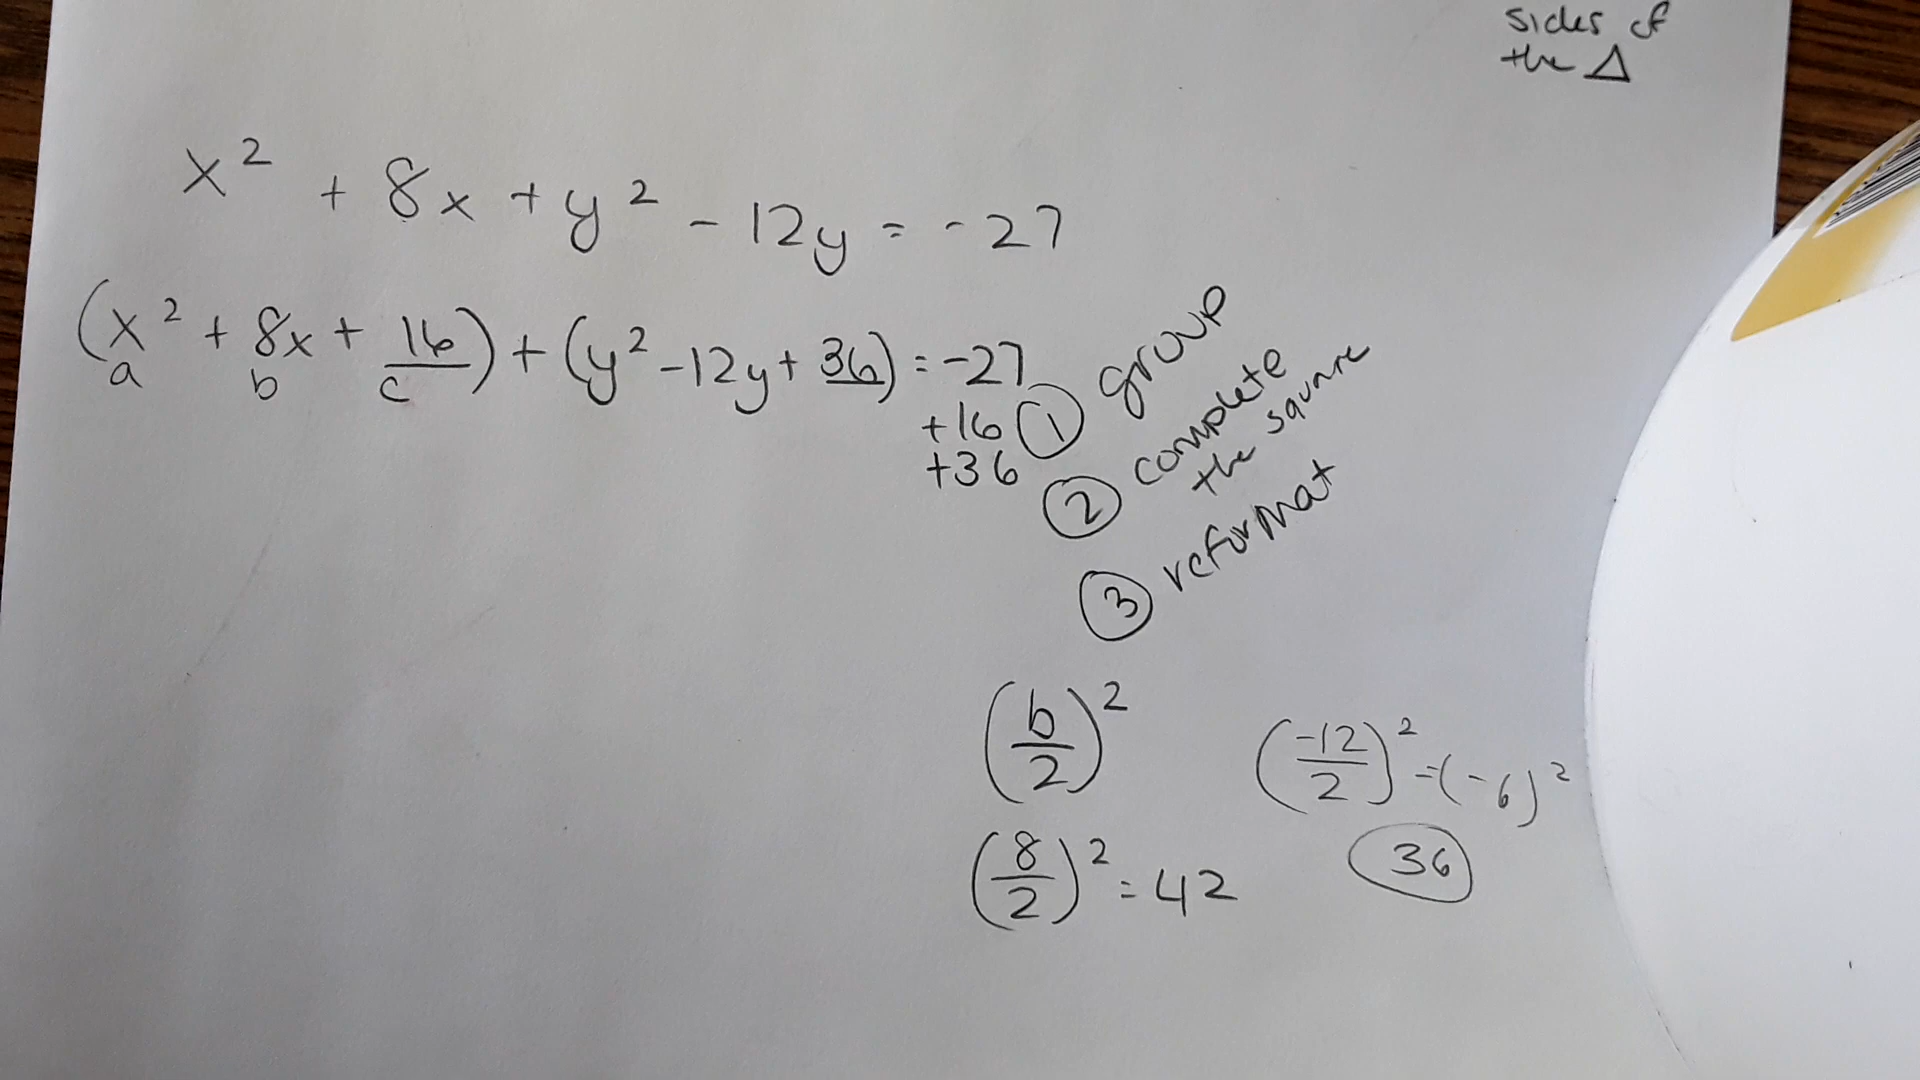 sides of
the Δ
x² + 8x + y² - 12y = -27
(x² + 8x + 16) + (y² - 12y + 36) = -27
a b c
+16
+36
① group
② complete
the square
③ reformat
(b/2)²
(-12/2)² = (-6)²
36
(8/2)² = 42